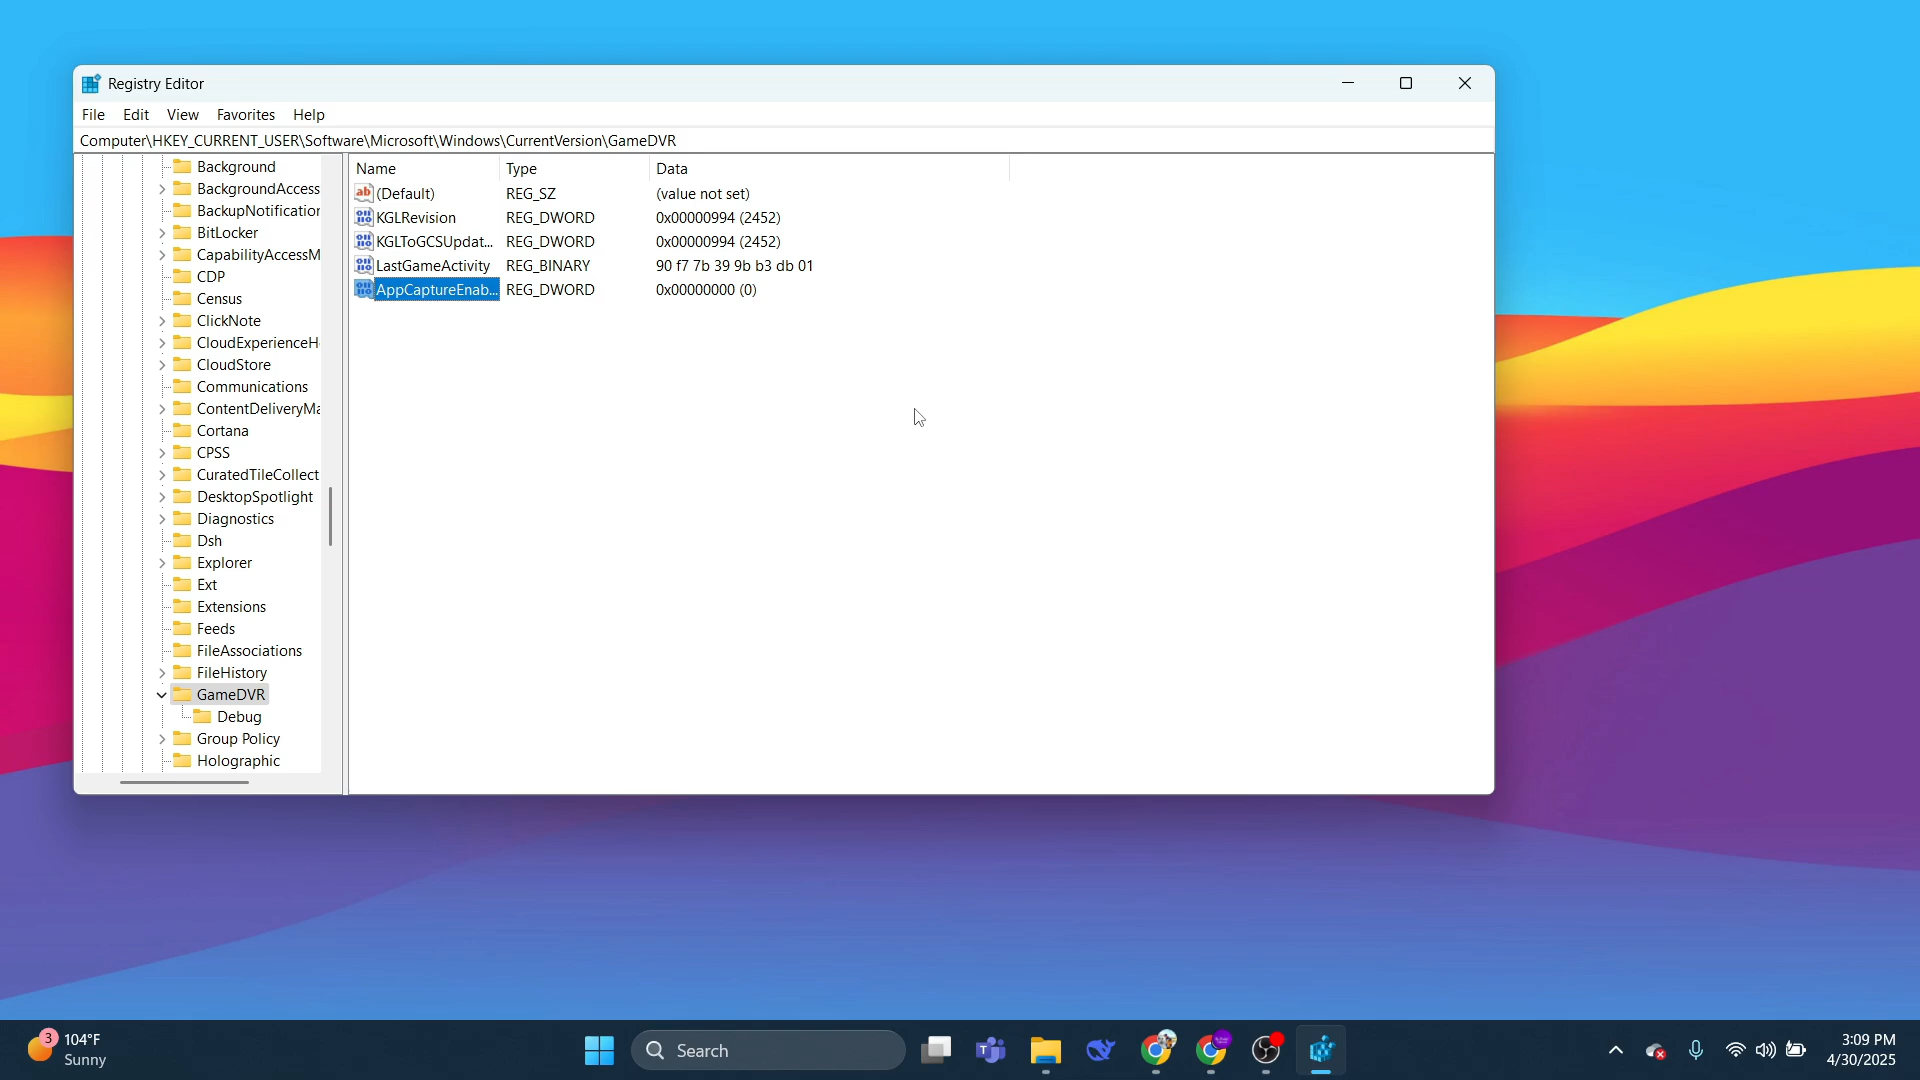 Registry Editor
File Edit View Favorites Help
Computer\HKEY_CURRENT_USER\Software\Microsoft\Windows\CurrentVersion\GameDVR
Background
BackgroundAccess
BackupNotification
BitLocker
CapabilityAccessM
CDP
Census
ClickNote
CloudExperienceH
CloudStore
Communications
ContentDeliveryMa
Cortana
CPSS
CuratedTileCollect
DesktopSpotlight
Diagnostics
Dsh
Explorer
Ext
Extensions
Feeds
FileAssociations
FileHistory
GameDVR
Debug
Group Policy
Holographic
Name Type Data
(Default) REG_SZ (value not set)
KGLRevision REG_DWORD 0x00000994 (2452)
KGLToGCSUpdat... REG_DWORD 0x00000994 (2452)
LastGameActivity REG_BINARY 90 f7 7b 39 9b b3 db 01
AppCaptureEnab... REG_DWORD 0x00000000 (0)
3 104°F
Sunny
Search
3:09 PM
4/30/2025